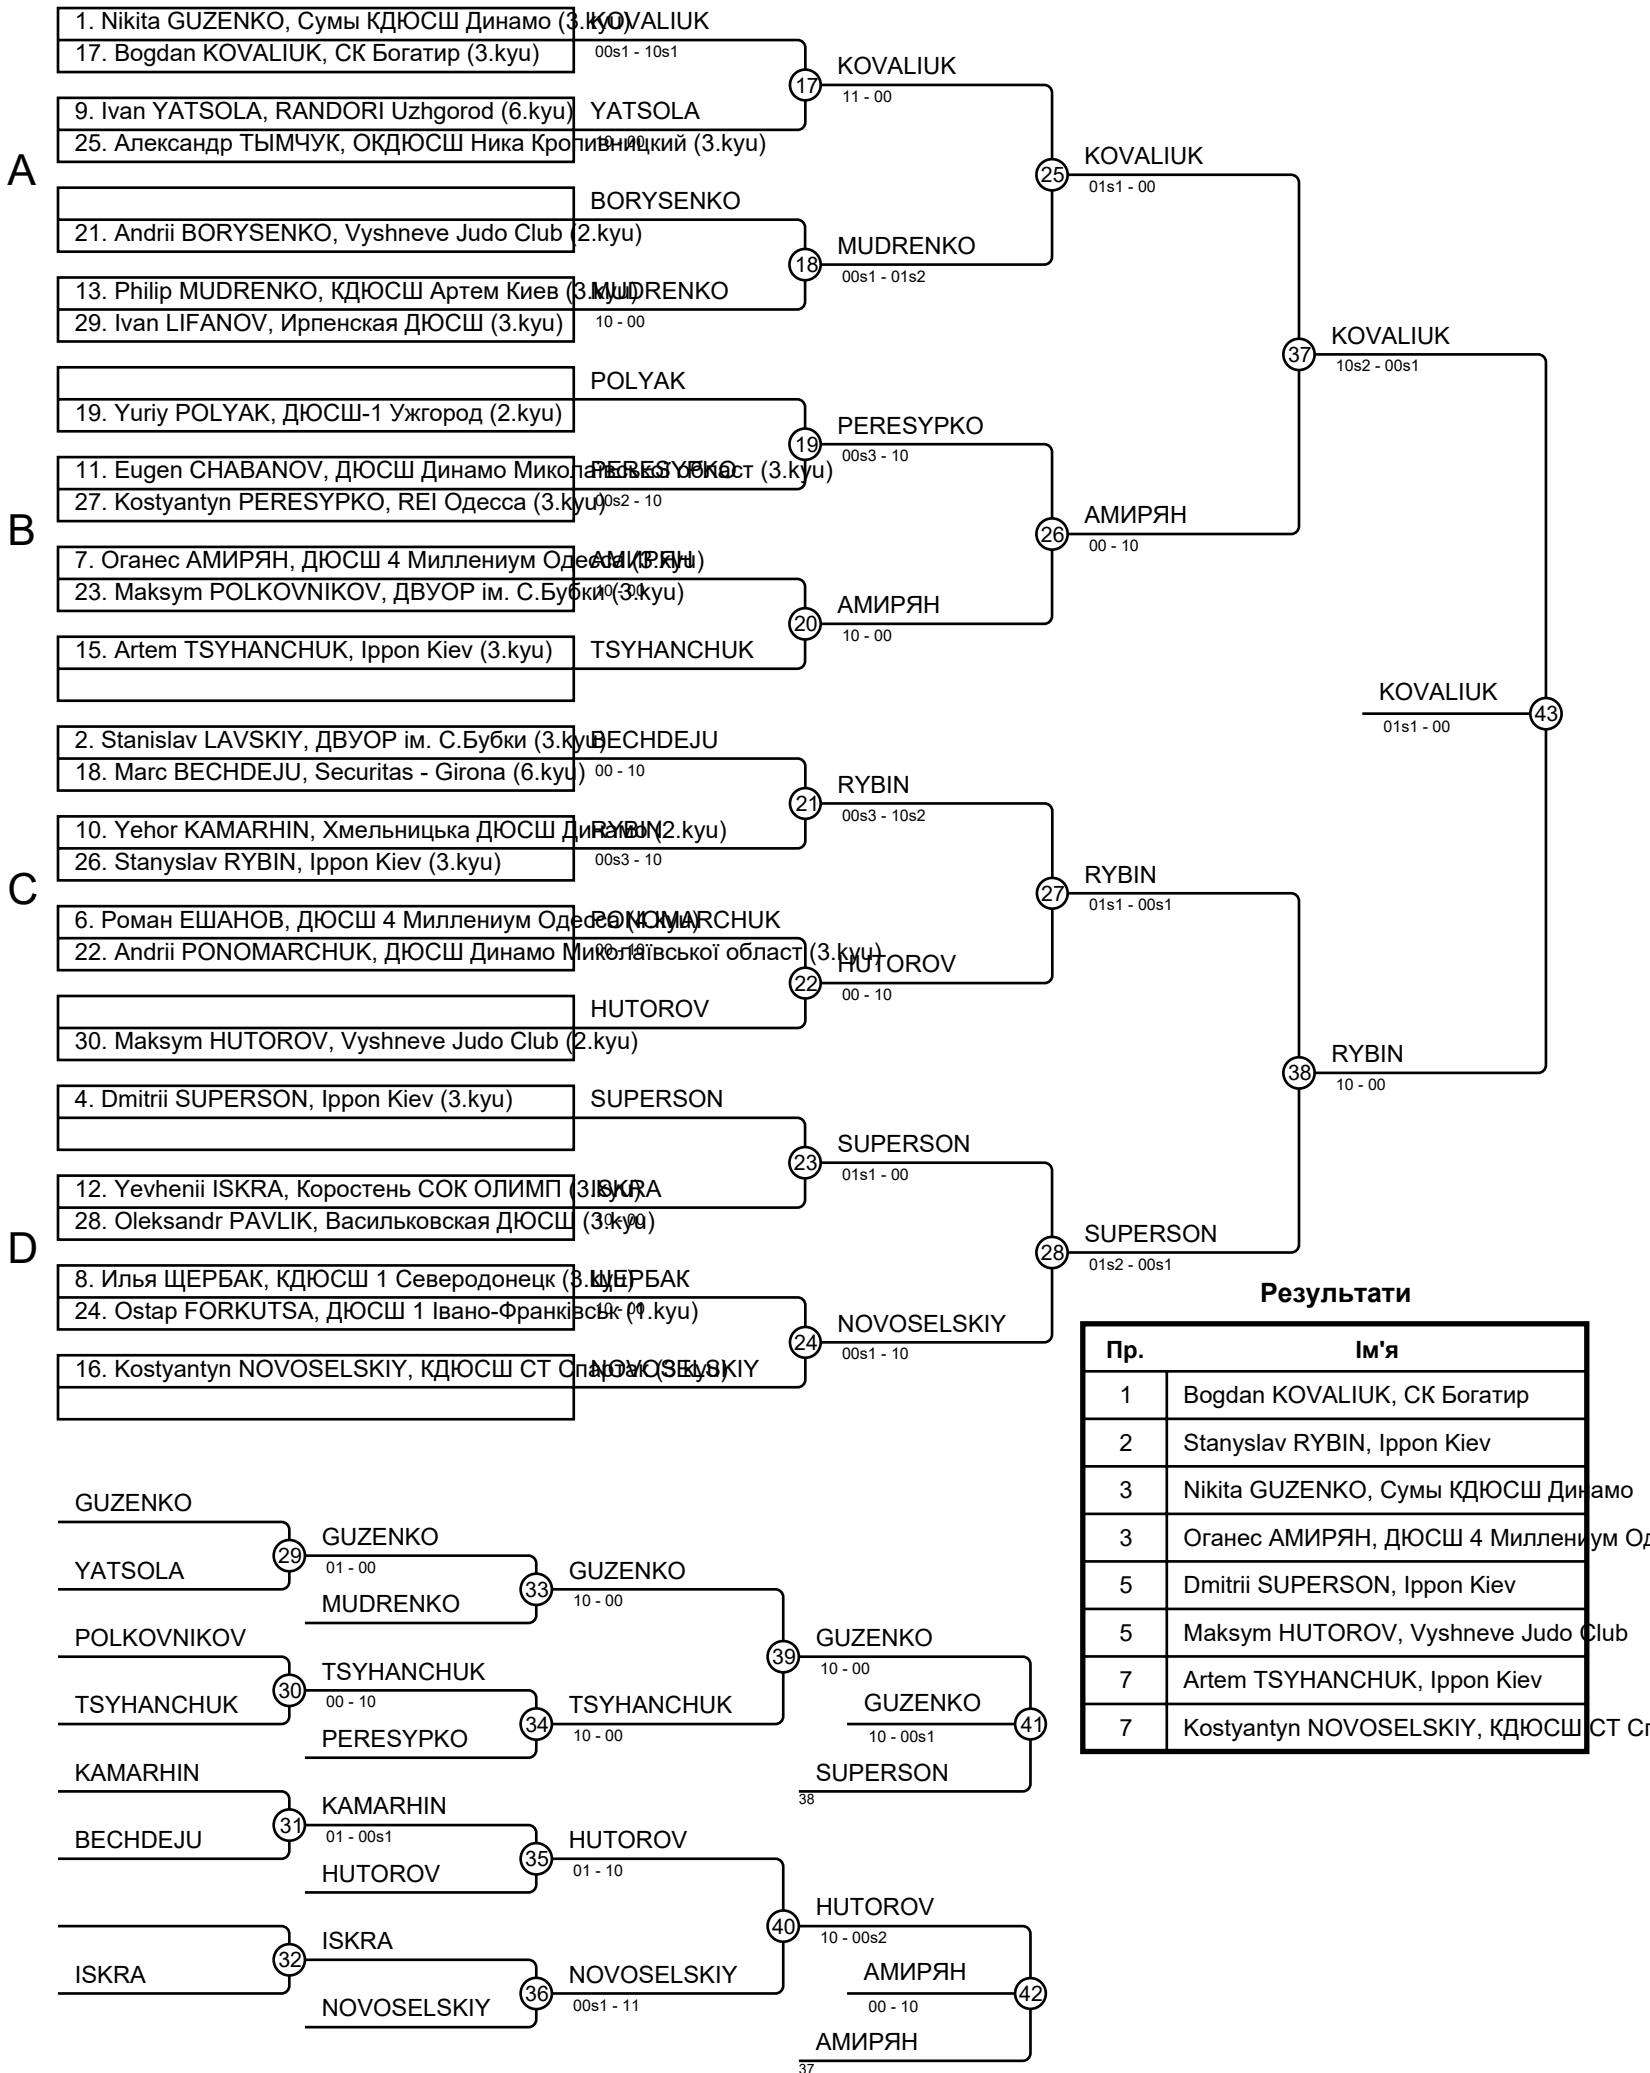 1. Nikita GUZENKO, Сумы КДЮСШ Динамо (3.kyu)
KOVALIUK
17. Bogdan KOVALIUK, СК Богатир (3.kyu)
00s1 - 10s1
17
KOVALIUK
11 - 00
9. Ivan YATSOLA, RANDORI Uzhgorod (6.kyu)
YATSOLA
25. Александр ТЫМЧУК, ОКДЮСШ Ника Кропивницкий (3.kyu)
10 - 00
A
25
KOVALIUK
01s1 - 00
BORYSENKO
21. Andrii BORYSENKO, Vyshneve Judo Club (2.kyu)
18
MUDRENKO
00s1 - 01s2
13. Philip MUDRENKO, КДЮСШ Артем Киев (3.kyu)
MUDRENKO
29. Ivan LIFANOV, Ирпенская ДЮСШ (3.kyu)
10 - 00
37
KOVALIUK
10s2 - 00s1
POLYAK
19. Yuriy POLYAK, ДЮСШ-1 Ужгород (2.kyu)
19
PERESYPKO
00s3 - 10
11. Eugen CHABANOV, ДЮСШ Динамо Миколаївської област (3.kyu)
PERESYPKO
27. Kostyantyn PERESYPKO, REI Одесса (3.kyu)
00s2 - 10
B
26
АМИРЯН
00 - 10
7. Оганес АМИРЯН, ДЮСШ 4 Миллениум Одесса (3.kyu)
АМИРЯН
23. Maksym POLKOVNIKOV, ДВУОР ім. С.Бубки (3.kyu)
10 - 00
20
АМИРЯН
10 - 00
15. Artem TSYHANCHUK, Ippon Kiev (3.kyu)
TSYHANCHUK
KOVALIUK
43
01s1 - 00
2. Stanislav LAVSKIY, ДВУОР ім. С.Бубки (3.kyu)
BECHDEJU
18. Marc BECHDEJU, Securitas - Girona (6.kyu)
00 - 10
21
RYBIN
00s3 - 10s2
10. Yehor KAMARHIN, Хмельницька ДЮСШ Динамо (2.kyu)
RYBIN
26. Stanyslav RYBIN, Ippon Kiev (3.kyu)
00s3 - 10
C
27
RYBIN
01s1 - 00s1
6. Роман ЕШАНОВ, ДЮСШ 4 Миллениум Одесса (4.kyu)
PONOMARCHUK
22. Andrii PONOMARCHUK, ДЮСШ Динамо Миколаївської област (3.kyu)
00 - 10
22
HUTOROV
00 - 10
HUTOROV
30. Maksym HUTOROV, Vyshneve Judo Club (2.kyu)
38
RYBIN
10 - 00
4. Dmitrii SUPERSON, Ippon Kiev (3.kyu)
SUPERSON
23
SUPERSON
01s1 - 00
12. Yevhenii ISKRA, Коростень СОК ОЛИМП (3.kyu)
ISKRA
28. Oleksandr PAVLIK, Васильковская ДЮСШ (3.kyu)
10 - 00
D
28
SUPERSON
01s2 - 00s1
8. Илья ЩЕРБАК, КДЮСШ 1 Северодонецк (3.kyu)
ЩЕРБАК
24. Ostap FORKUTSA, ДЮСШ 1 Івано-Франківськ (1.kyu)
10 - 00
24
NOVOSELSKIY
00s1 - 10
16. Kostyantyn NOVOSELSKIY, КДЮСШ СТ Спартак (3.kyu)
NOVOSELSKIY
Результати
Пр. Ім'я
1 Bogdan KOVALIUK, СК Богатир
2 Stanyslav RYBIN, Ippon Kiev
3 Nikita GUZENKO, Сумы КДЮСШ Динамо
3 Оганес АМИРЯН, ДЮСШ 4 Миллениум Од
5 Dmitrii SUPERSON, Ippon Kiev
5 Maksym HUTOROV, Vyshneve Judo Club
7 Artem TSYHANCHUK, Ippon Kiev
7 Kostyantyn NOVOSELSKIY, КДЮСШ СТ Сп
GUZENKO
29
GUZENKO
01 - 00
YATSOLA
33
GUZENKO
10 - 00
MUDRENKO
POLKOVNIKOV
39
GUZENKO
10 - 00
30
TSYHANCHUK
00 - 10
TSYHANCHUK
34
TSYHANCHUK
10 - 00
PERESYPKO
GUZENKO
41
10 - 00s1
SUPERSON
38
KAMARHIN
31
KAMARHIN
01 - 00s1
BECHDEJU
35
HUTOROV
01 - 10
HUTOROV
40
HUTOROV
10 - 00s2
32
ISKRA
ISKRA
36
NOVOSELSKIY
00s1 - 11
NOVOSELSKIY
АМИРЯН
42
00 - 10
АМИРЯН
37